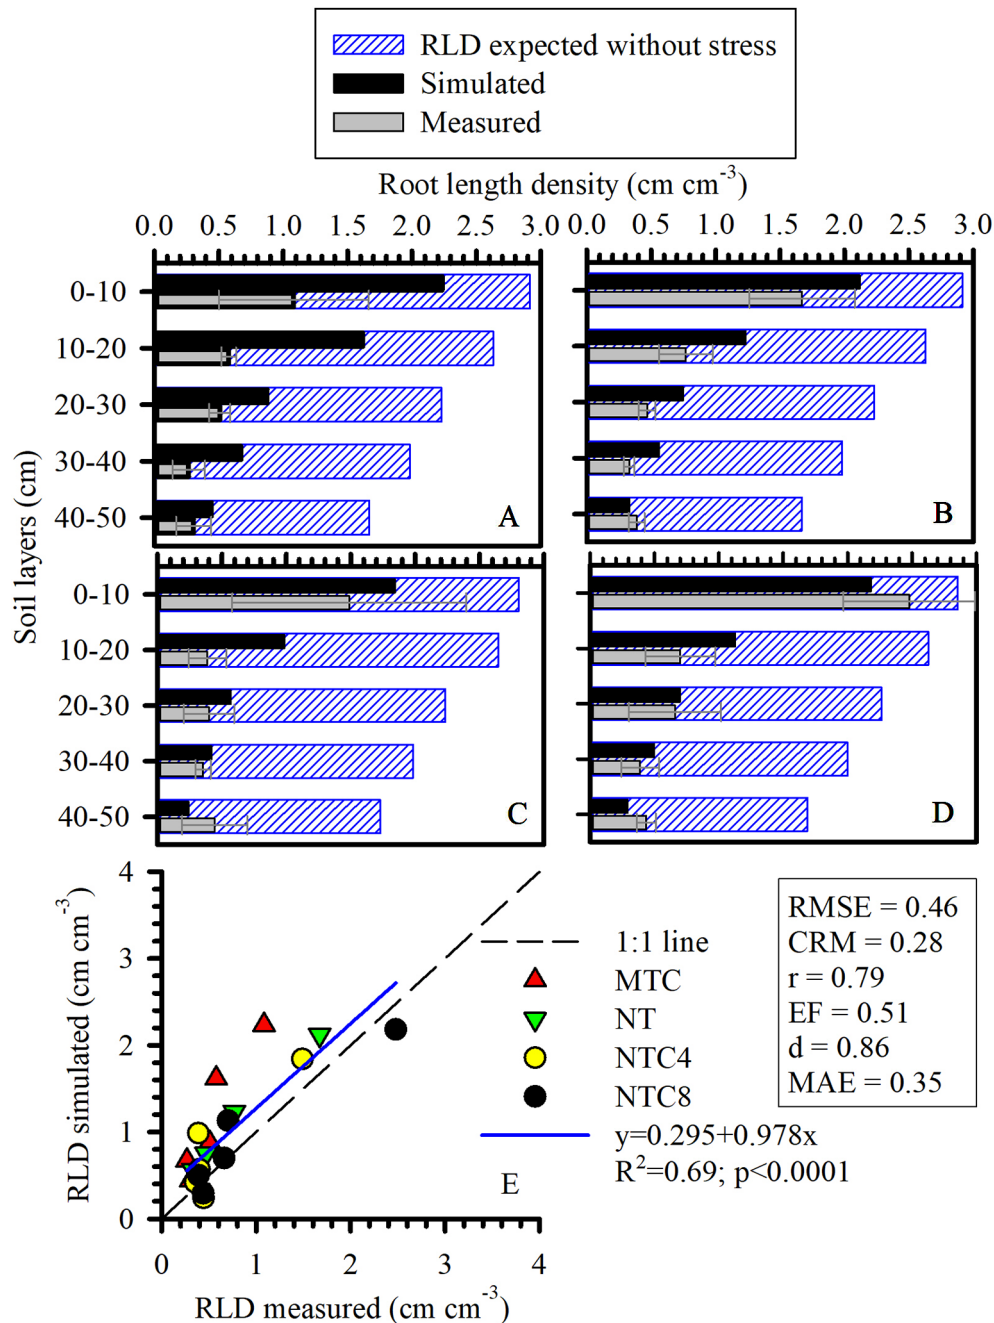 RLD expected without stress
Simulated
Measured
Root length density (cm cm-3)
0.0 0.5 1.0 1.5 2.0 2.5 3.0
0.0 0.5 1.0 1.5 2.0 2.5 3.0
Soil layers (cm)
0-10
10-20
20-30
30-40
40-50
A
B
0-10
10-20
20-30
30-40
40-50
C
D
RLD simulated (cm cm-3)
4
3
2
1
0
0 1 2 3 4
RLD measured (cm cm-3)
1:1 line
MTC
NT
NTC4
NTC8
y=0.295+0.978x
R2=0.69; p<0.0001
E
RMSE = 0.46
CRM = 0.28
r = 0.79
EF = 0.51
d = 0.86
MAE = 0.35